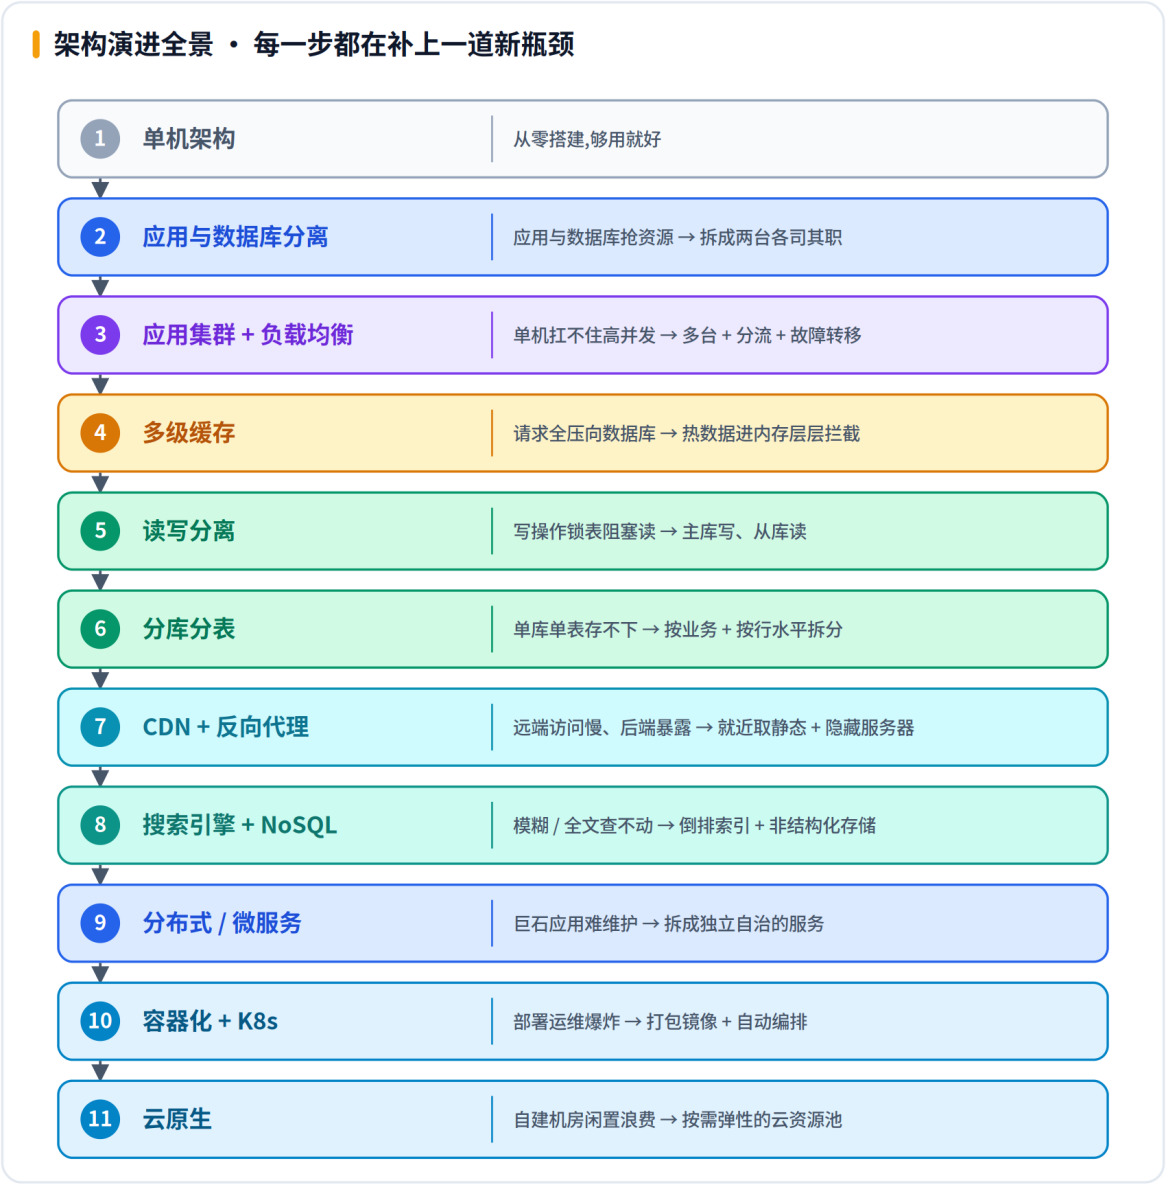 架构演进全景 · 每一步都在补上一道新瓶颈
1 单机架构 从零搭建,够用就好
2 应用与数据库分离 应用与数据库抢资源 → 拆成两台各司其职
3 应用集群 + 负载均衡 单机扛不住高并发 → 多台 + 分流 + 故障转移
4 多级缓存 请求全压向数据库 → 热数据进内存层层拦截
5 读写分离 写操作锁表阻塞读 → 主库写、从库读
6 分库分表 单库单表存不下 → 按业务 + 按行水平拆分
7 CDN + 反向代理 远端访问慢、后端暴露 → 就近取静态 + 隐藏服务器
8 搜索引擎 + NoSQL 模糊 / 全文查不动 → 倒排索引 + 非结构化存储
9 分布式 / 微服务 巨石应用难维护 → 拆成独立自治的服务
10 容器化 + K8s 部署运维爆炸 → 打包镜像 + 自动编排
11 云原生 自建机房闲置浪费 → 按需弹性的云资源池